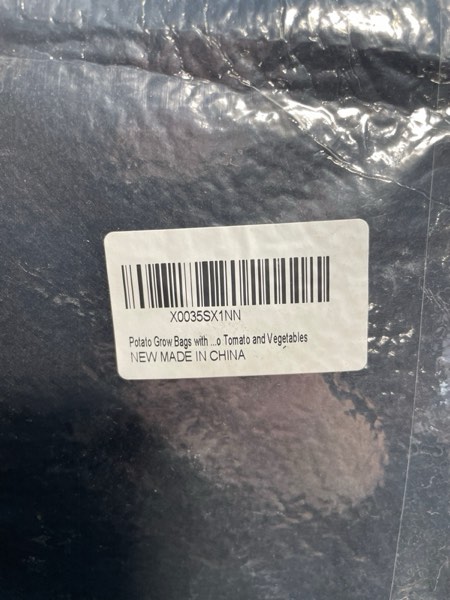 X0035SX1NN
Potato Grow Bags with ...o Tomato and Vegetables
NEW MADE IN CHINA